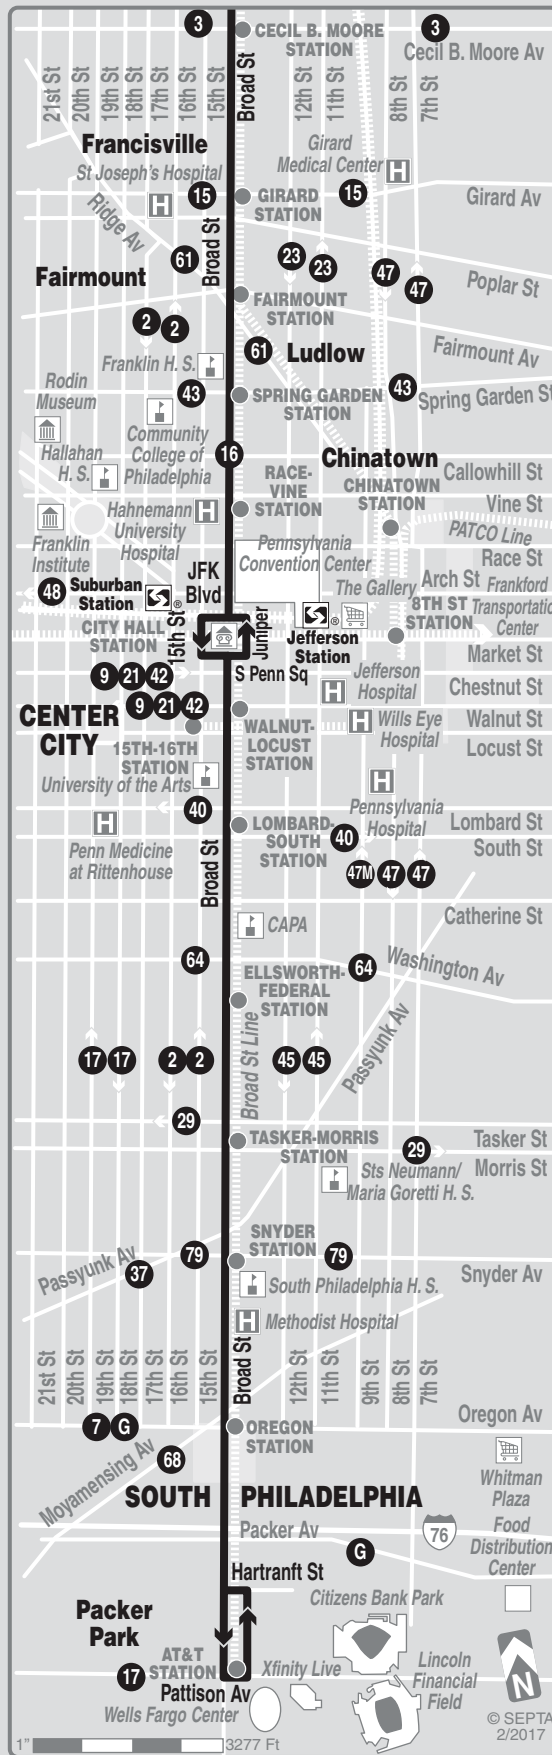 3
CECIL B. MOORE
STATION
3
Cecil B. Moore Av
21st St
20th St
19th St
18th St
17th St
16th St
15th St
Broad St
12th St
11th St
8th St
7th St
Francisville
St Joseph's Hospital
H
Girard
Medical Center
H
15
GIRARD
STATION
15
Girard Av
Ridge Av
Broad St
61
23
23
47
47
Poplar St
Fairmount
FAIRMOUNT
STATION
2
2
61
Ludlow
Fairmount Av
Franklin H. S.
Rodin
Museum
43
SPRING GARDEN
STATION
43
Spring Garden St
Community
College of
Philadelphia
Hallahan
H. S.
16
Chinatown
RACE-
VINE
STATION
CHINATOWN
STATION
Callowhill St
Vine St
Hahnemann
University
Hospital
H
PATCO Line
Franklin
Institute
Pennsylvania
Convention Center
Race St
48
Suburban
Station
®
JFK
Blvd
The Gallery
Arch St
Frankford
Transportation
Center
8TH ST
STATION
CITY HALL
STATION
15th St
Juniper
®
Jefferson
Station
Market St
S Penn Sq
9
21
42
Jefferson
Hospital
H
Chestnut St
9
21
42
CENTER
CITY
WALNUT-
LOCUST
STATION
H
Wills Eye
Hospital
Walnut St
Locust St
15TH-16TH
STATION
University of the Arts
H
Pennsylvania
Hospital
40
H
Penn Medicine
at Rittenhouse
LOMBARD-
SOUTH
STATION
40
Lombard St
South St
Broad St
47M
47
47
CAPA
Catherine St
64
64
Washington Av
ELLSWORTH-
FEDERAL
STATION
Broad St Line
Passyunk Av
17
17
2
2
45
45
29
TASKER-MORRIS
STATION
29
Tasker St
Morris St
Sts Neumann/
Maria Goretti H. S.
SNYDER
STATION
79
79
Passyunk Av
37
Snyder Av
South Philadelphia H. S.
H
Methodist Hospital
21st St
20th St
19th St
18th St
17th St
16th St
15th St
Broad St
12th St
11th St
9th St
8th St
7th St
Oregon Av
7
G
OREGON
STATION
Moyamensing Av
68
Whitman
Plaza
SOUTH PHILADELPHIA
Packer Av
76
Food
Distribution
Center
G
Hartranft St
Citizens Bank Park
Packer
Park
AT&T
STATION
17
Xfinity Live
Lincoln
Financial
Field
Pattison Av
Wells Fargo Center
N
© SEPTA
2/2017
1"
3277 Ft